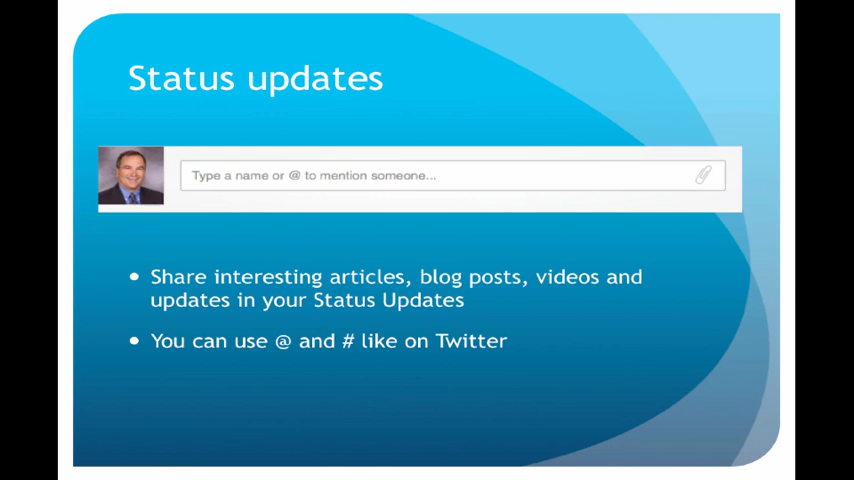 Status updates
Type a name or @ to mention someone...
• Share interesting articles, blog posts, videos and
updates in your Status Updates
• You can use @ and # like on Twitter